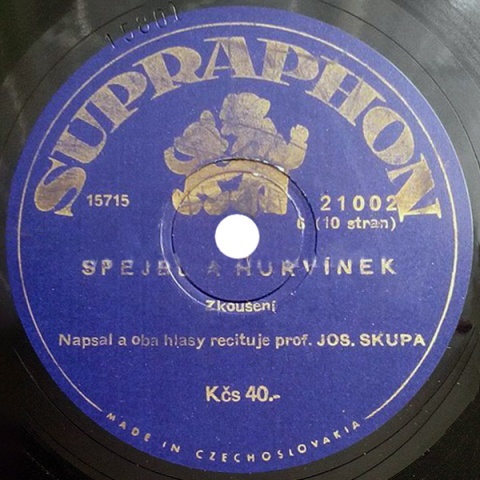 15801
SUPRAPHON
15715
21002
6 (10 stran)
SPEJBL A HURVÍNEK
Zkoušení
Napsal a oba hlasy recituje prof. JOS. SKUPA
Kčs 40.-
MADE IN CZECHOSLOVAKIA